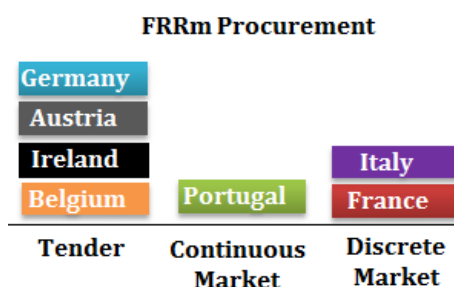 FRRm Procurement
Germany
Austria
Ireland
Italy
Belgium
Portugal
France
Tender
Continuous
Market
Discrete
Market